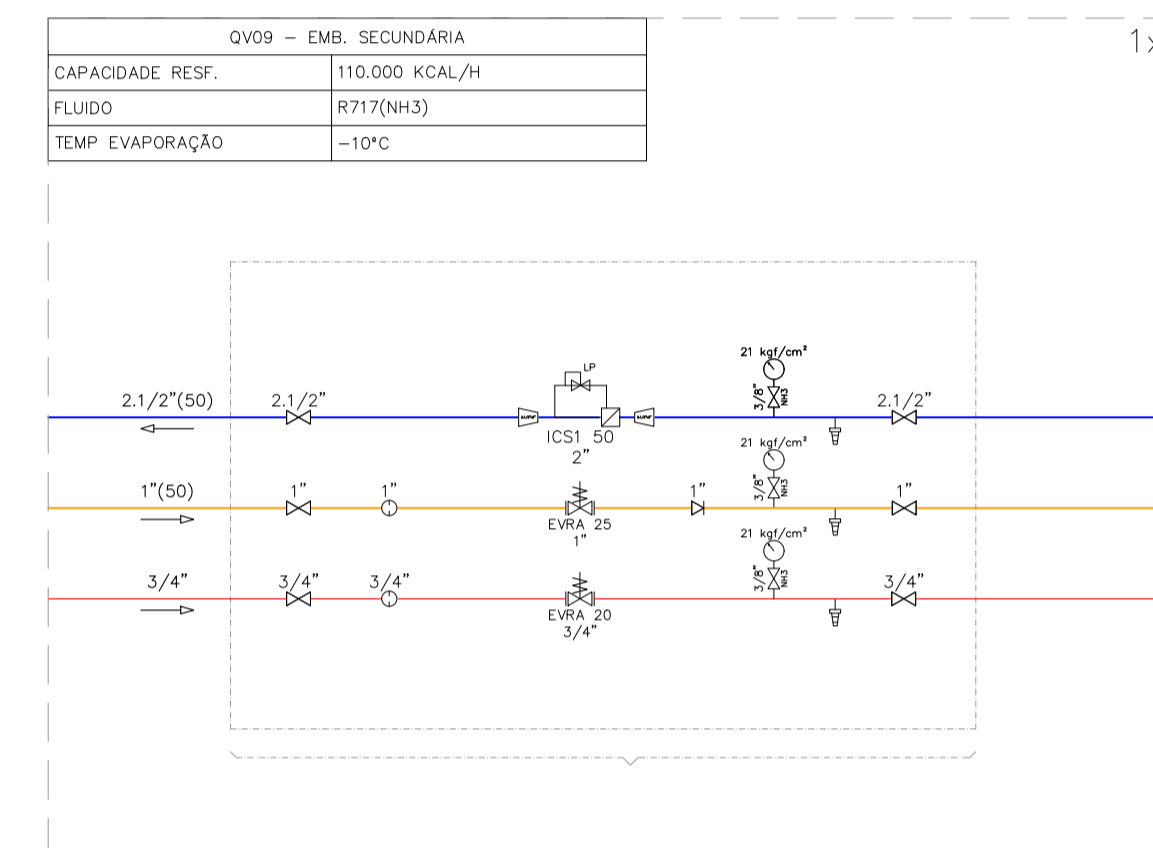 QV09 – EMB. SECUNDÁRIA
1x
CAPACIDADE RESF. 110.000 KCAL/H
FLUIDO R717(NH3)
TEMP EVAPORAÇÃO –10°C
21 kgf/cm²
LP
3/8"
NH3
2.1/2"(50) 2.1/2" 2.1/2"
ICS1 50
2"
21 kgf/cm²
3/8"
NH3
1"(50) 1" 1" 1" 1"
EVRA 25
1"
21 kgf/cm²
3/8"
NH3
3/4" 3/4" 3/4" 3/4"
EVRA 20
3/4"